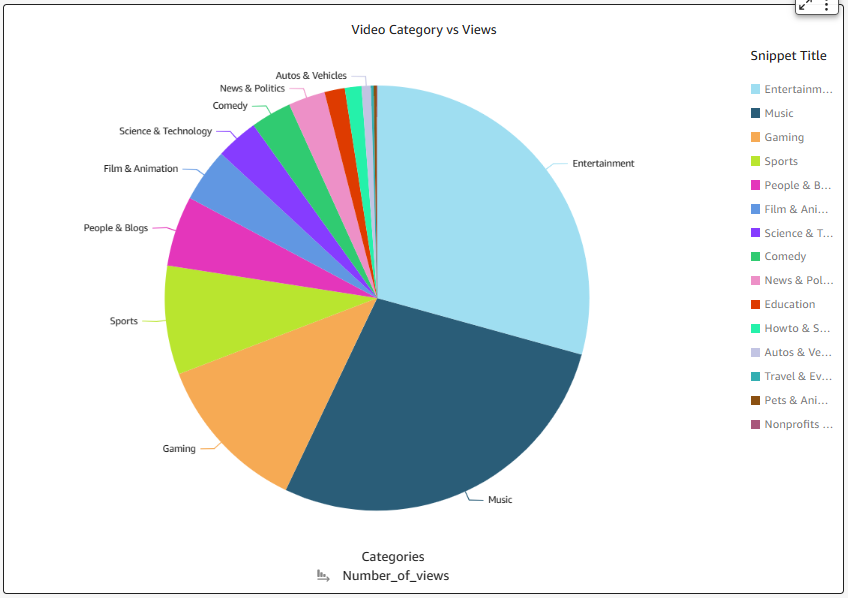 Video Category vs Views
Snippet Title
Autos & Vehicles
News & Politics
Comedy
Science & Technology
Film & Animation
People & Blogs
Sports
Gaming
Entertainment
Music
Entertainm...
Music
Gaming
Sports
People & B...
Film & Ani...
Science & T...
Comedy
News & Pol...
Education
Howto & S...
Autos & Ve...
Travel & Ev...
Pets & Ani...
Nonprofits ...
Categories
Number_of_views